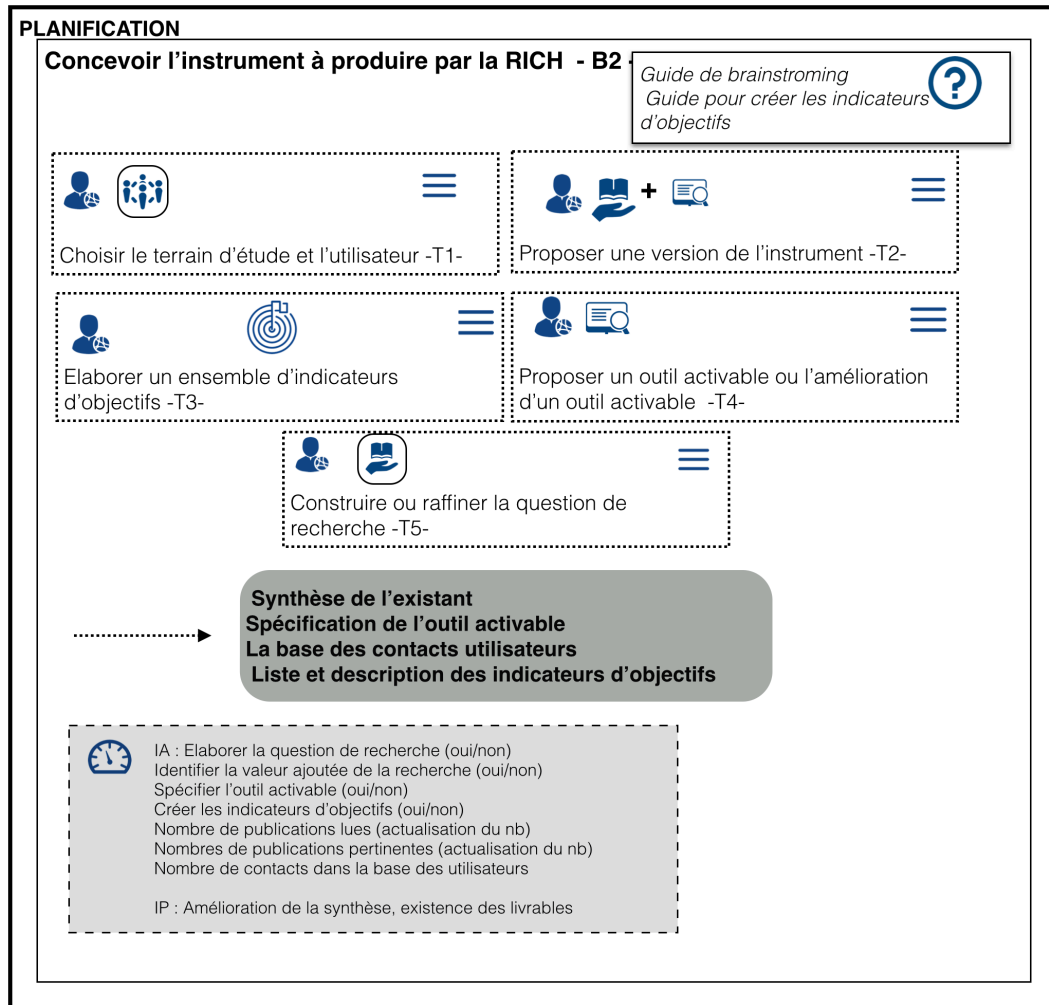 PLANIFICATION
Concevoir l’instrument à produire par la RICH - B2 -
Guide de brainstroming
Guide pour créer les indicateurs
d’objectifs
?
+
Choisir le terrain d’étude et l’utilisateur -T1-
Proposer une version de l’instrument -T2-
Elaborer un ensemble d’indicateurs
d’objectifs -T3-
Proposer un outil activable ou l’amélioration
d’un outil activable -T4-
Construire ou raffiner la question de
recherche -T5-
Synthèse de l’existant
Spécification de l’outil activable
La base des contacts utilisateurs
Liste et description des indicateurs d’objectifs
IA : Elaborer la question de recherche (oui/non)
Identifier la valeur ajoutée de la recherche (oui/non)
Spécifier l’outil activable (oui/non)
Créer les indicateurs d’objectifs (oui/non)
Nombre de publications lues (actualisation du nb)
Nombres de publications pertinentes (actualisation du nb)
Nombre de contacts dans la base des utilisateurs
IP : Amélioration de la synthèse, existence des livrables